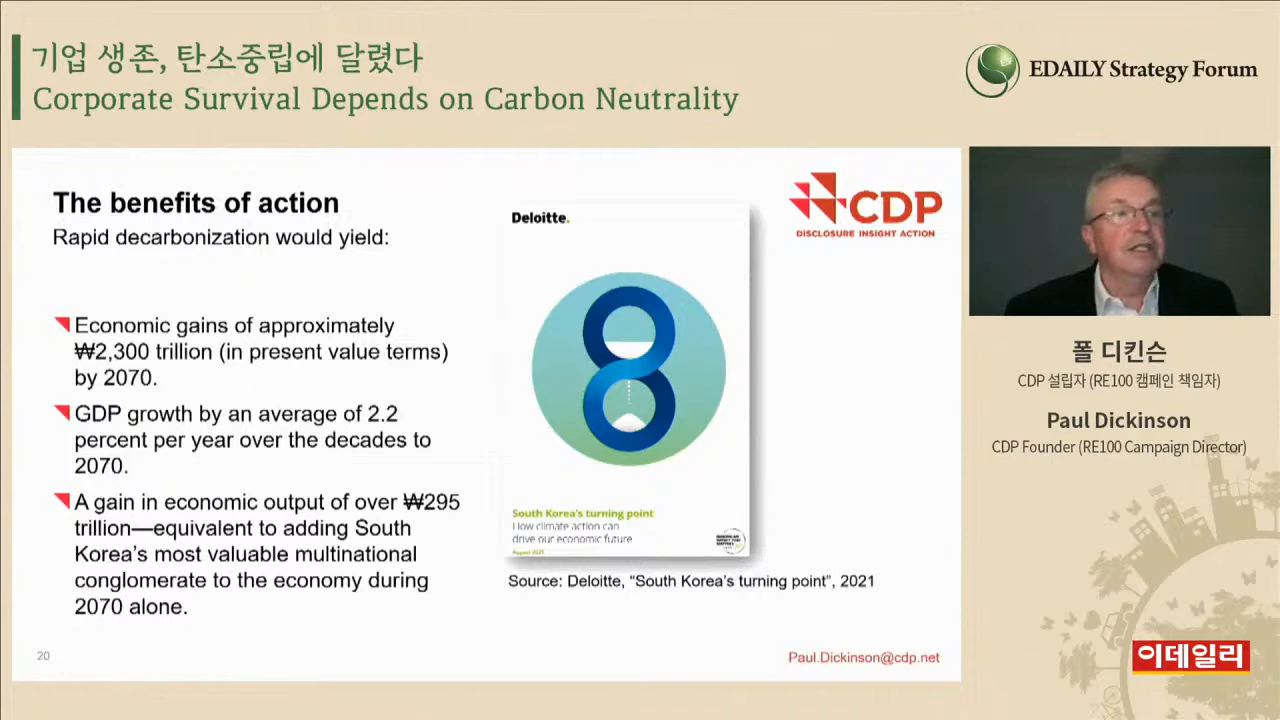 기업 생존, 탄소중립에 달렸다
Corporate Survival Depends on Carbon Neutrality
EDAILY Strategy Forum
The benefits of action
Rapid decarbonization would yield:
Economic gains of approximately
₩2,300 trillion (in present value terms)
by 2070.
GDP growth by an average of 2.2
percent per year over the decades to
2070.
A gain in economic output of over ₩295
trillion—equivalent to adding South
Korea's most valuable multinational
conglomerate to the economy during
2070 alone.
20
Deloitte.
South Korea's turning point
How climate action can
drive our economic future
August 2021
Source: Deloitte, "South Korea's turning point", 2021
CDP
DISCLOSURE INSIGHT ACTION
Paul.Dickinson@cdp.net
폴 디킨슨
CDP 설립자 (RE100 캠페인 책임자)
Paul Dickinson
CDP Founder (RE100 Campaign Director)
이데일리